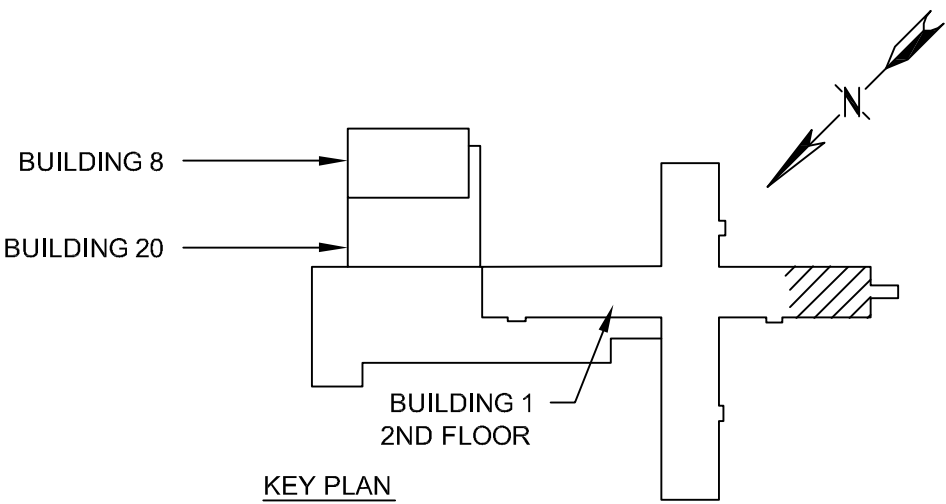 N
BUILDING 8
BUILDING 20
BUILDING 1
2ND FLOOR
KEY PLAN